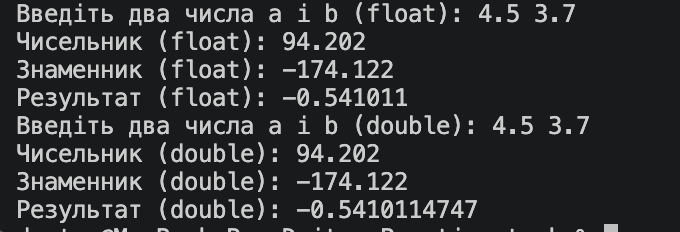 Введіть два числа a і b (float): 4.5 3.7
Чисельник (float): 94.202
Знаменник (float): -174.122
Результат (float): -0.541011
Введіть два числа a і b (double): 4.5 3.7
Чисельник (double): 94.202
Знаменник (double): -174.122
Результат (double): -0.5410114747